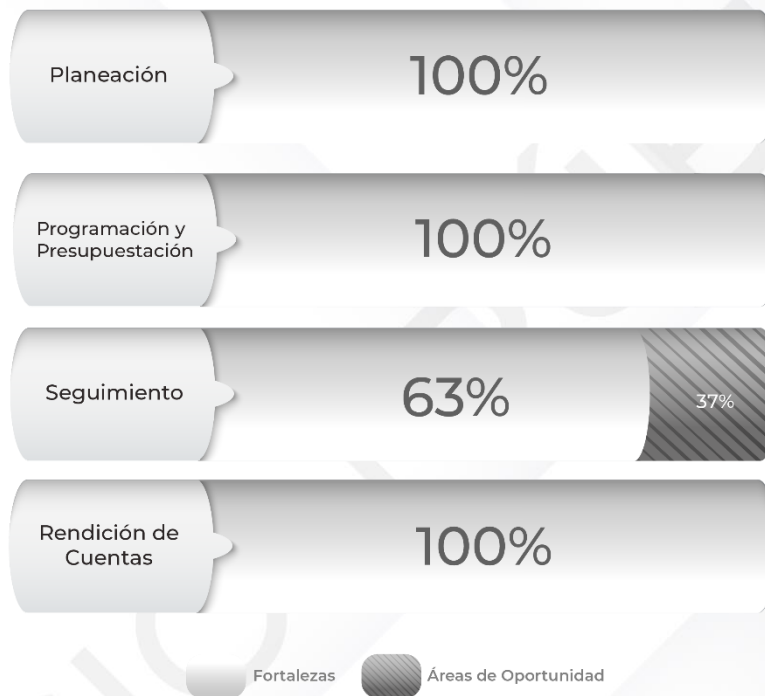 Planeación
100%
Programación y
Presupuestación
100%
Seguimiento
63%
37%
Rendición de
Cuentas
100%
Fortalezas
Áreas de Oportunidad